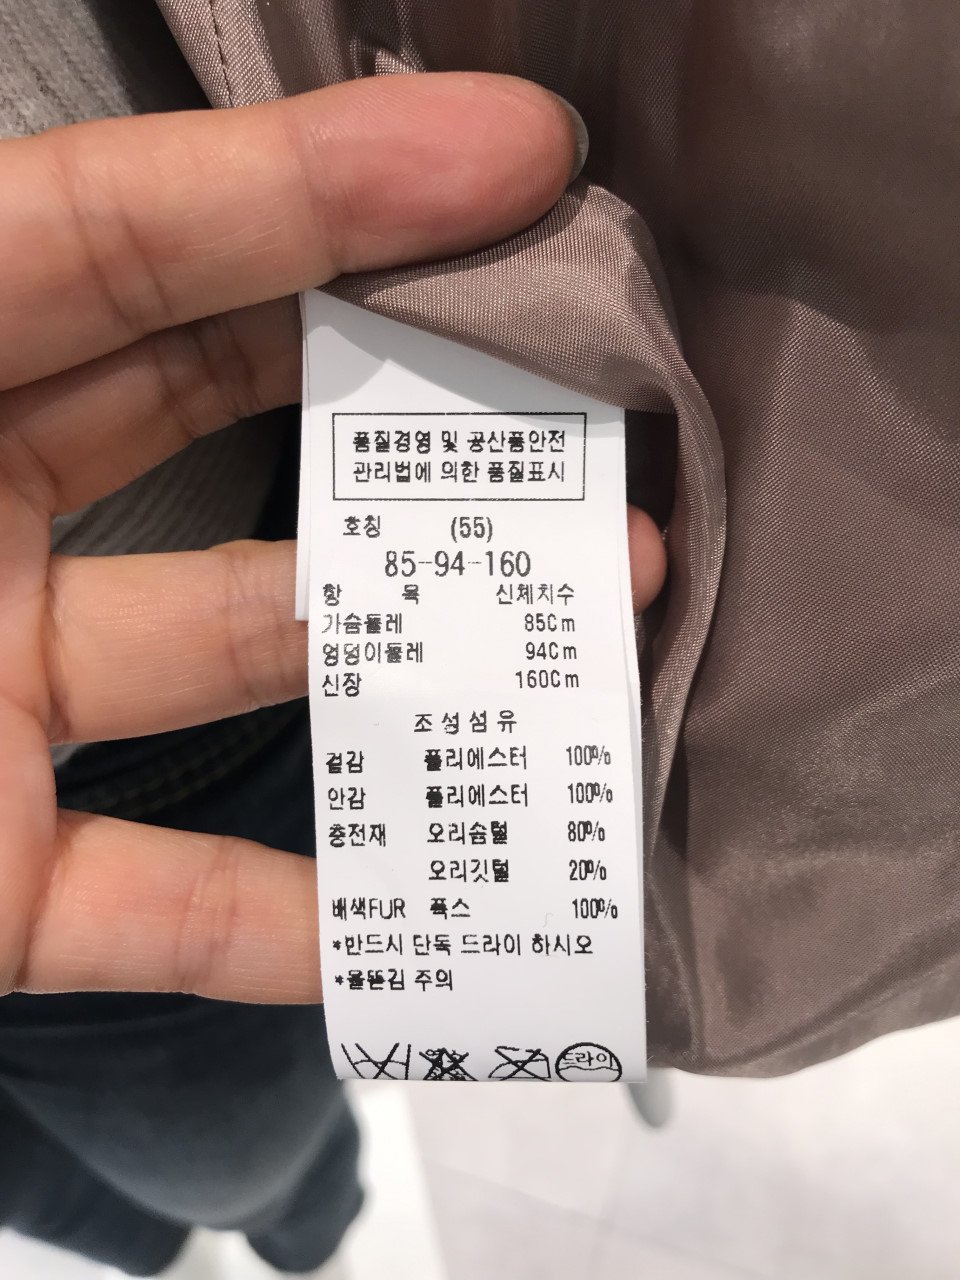 품질경영 및 공산품안전
관리법에 의한 품질표시
호칭 (55)
85-94-160
항 목 신체치수
가슴둘레 85Cm
엉덩이둘레 94Cm
신장 160Cm
조성섬유
겉감 폴리에스터 100%
안감 폴리에스터 100%
충전재 오리솜털 80%
오리깃털 20%
배색FUR 폭스 100%
*반드시 단독 드라이 하시오
*올뜯김 주의
드라이